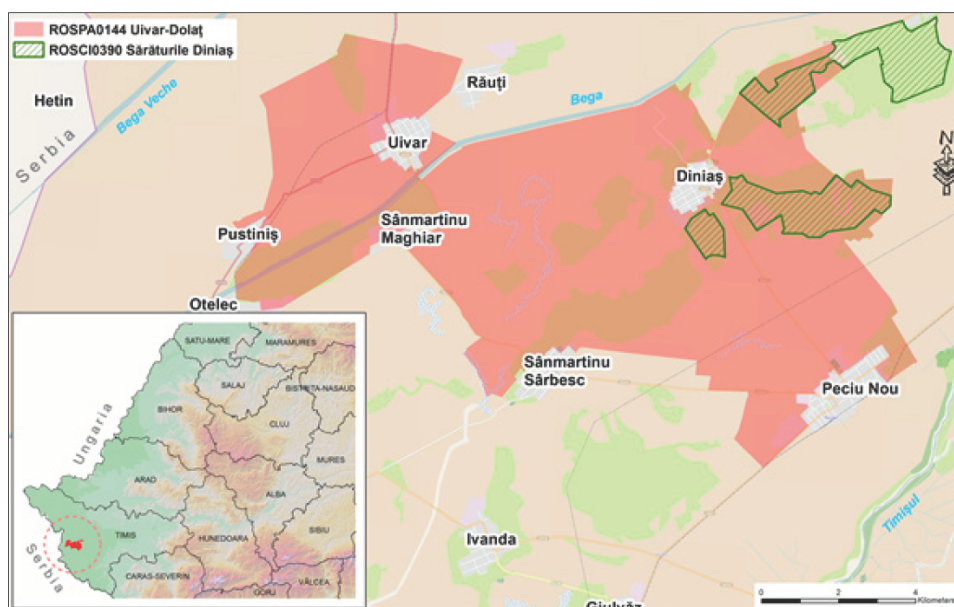 ROSPA0144 Uivar-Dolaț
ROSCI0390 Sărăturile Diniaș
Hetin
Serbia
Bega Veche
Răuți
Bega
Uivar
N
Diniaș
Pustiniș
Sânmartinu
Maghiar
Otelec
Sânmartinu
Sârbesc
Peciu Nou
Timișul
Ivanda
Giulvăz
0 2 4
Kilometers
SATU-MARE
MARAMURES
SALAJ
BISTRITA-NASAUD
Ungaria
BIHOR
CLUJ
MURES
ARAD
ALBA
TIMIS
HUNEDOARA
SIBIU
Serbia
CARAS-SEVERIN
VÂLCEA
GORJ